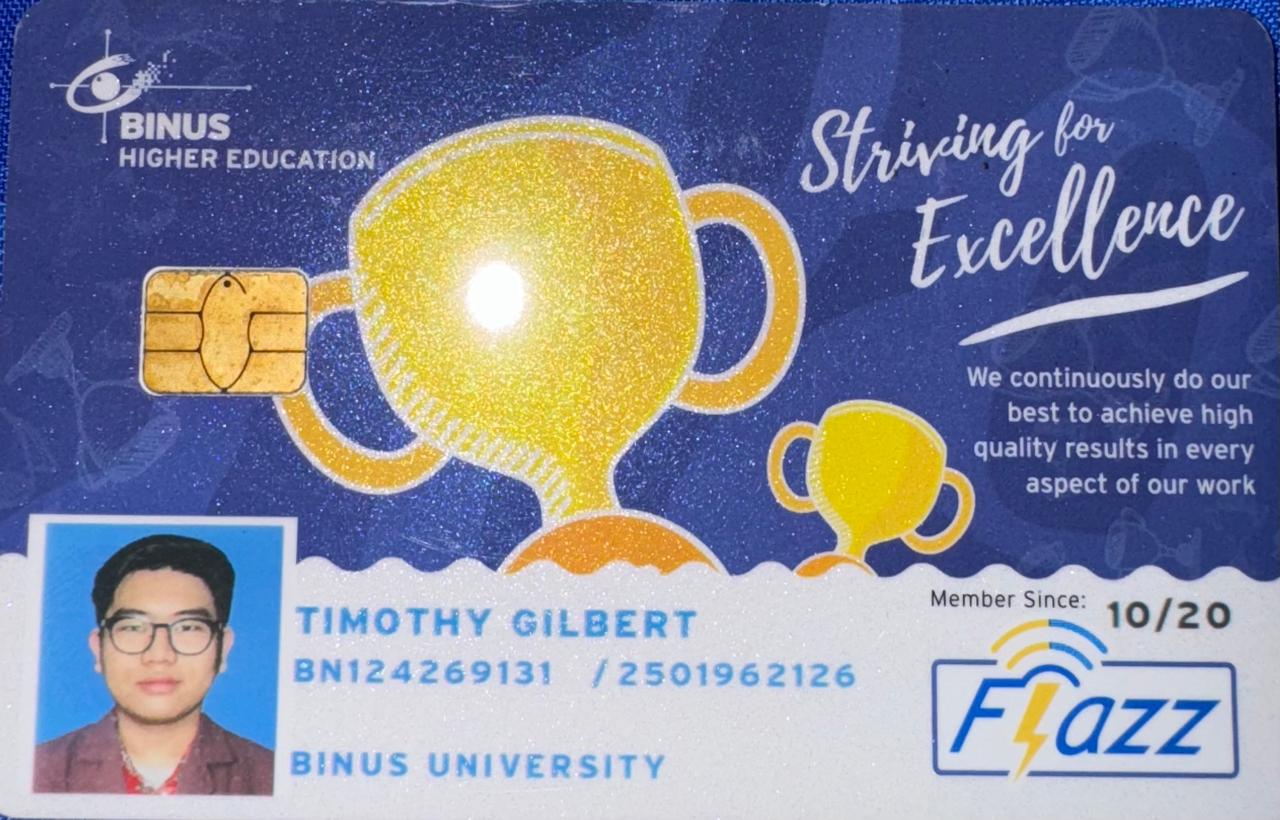 BINUS
HIGHER EDUCATION
Striving for
Excellence
We continuously do our
best to achieve high
quality results in every
aspect of our work
Member Since: 10/20
TIMOTHY GILBERT
BN124269131 /2501962126
BINUS UNIVERSITY
Flazz